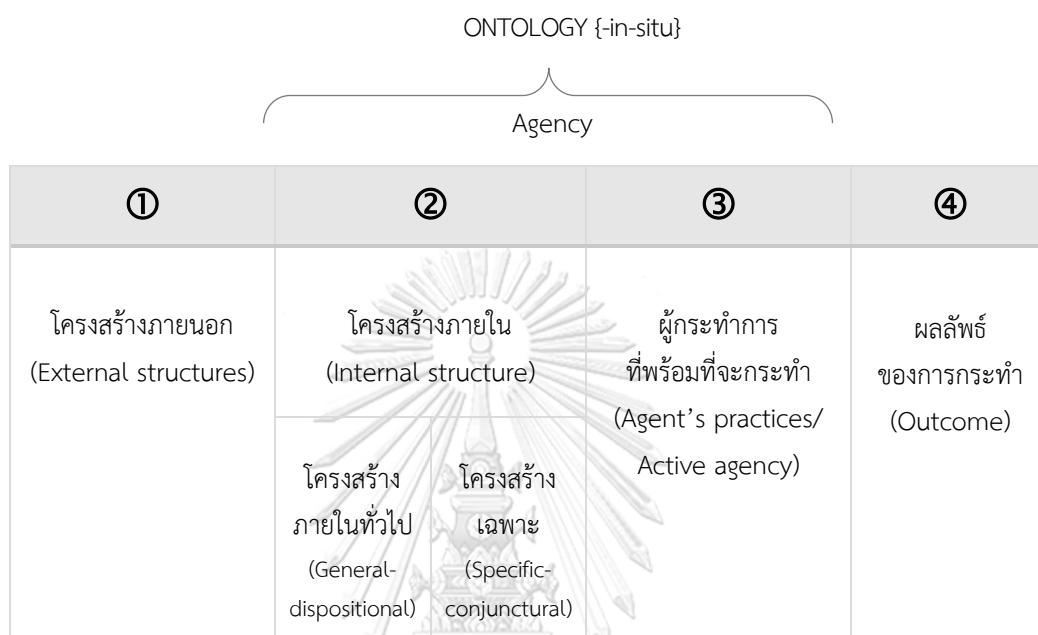 ONTOLOGY {-in-situ}
Agency
① ② ③ ④
โครงสร้างภายนอก
(External structures)
โครงสร้างภายใน
(Internal structure)
โครงสร้าง
ภายในทั่วไป
(General-
dispositional)
โครงสร้าง
เฉพาะ
(Specific-
conjunctural)
ผู้กระทำการ
ที่พร้อมที่จะกระทำ
(Agent’s practices/
Active agency)
ผลลัพธ์
ของการกระทำ
(Outcome)